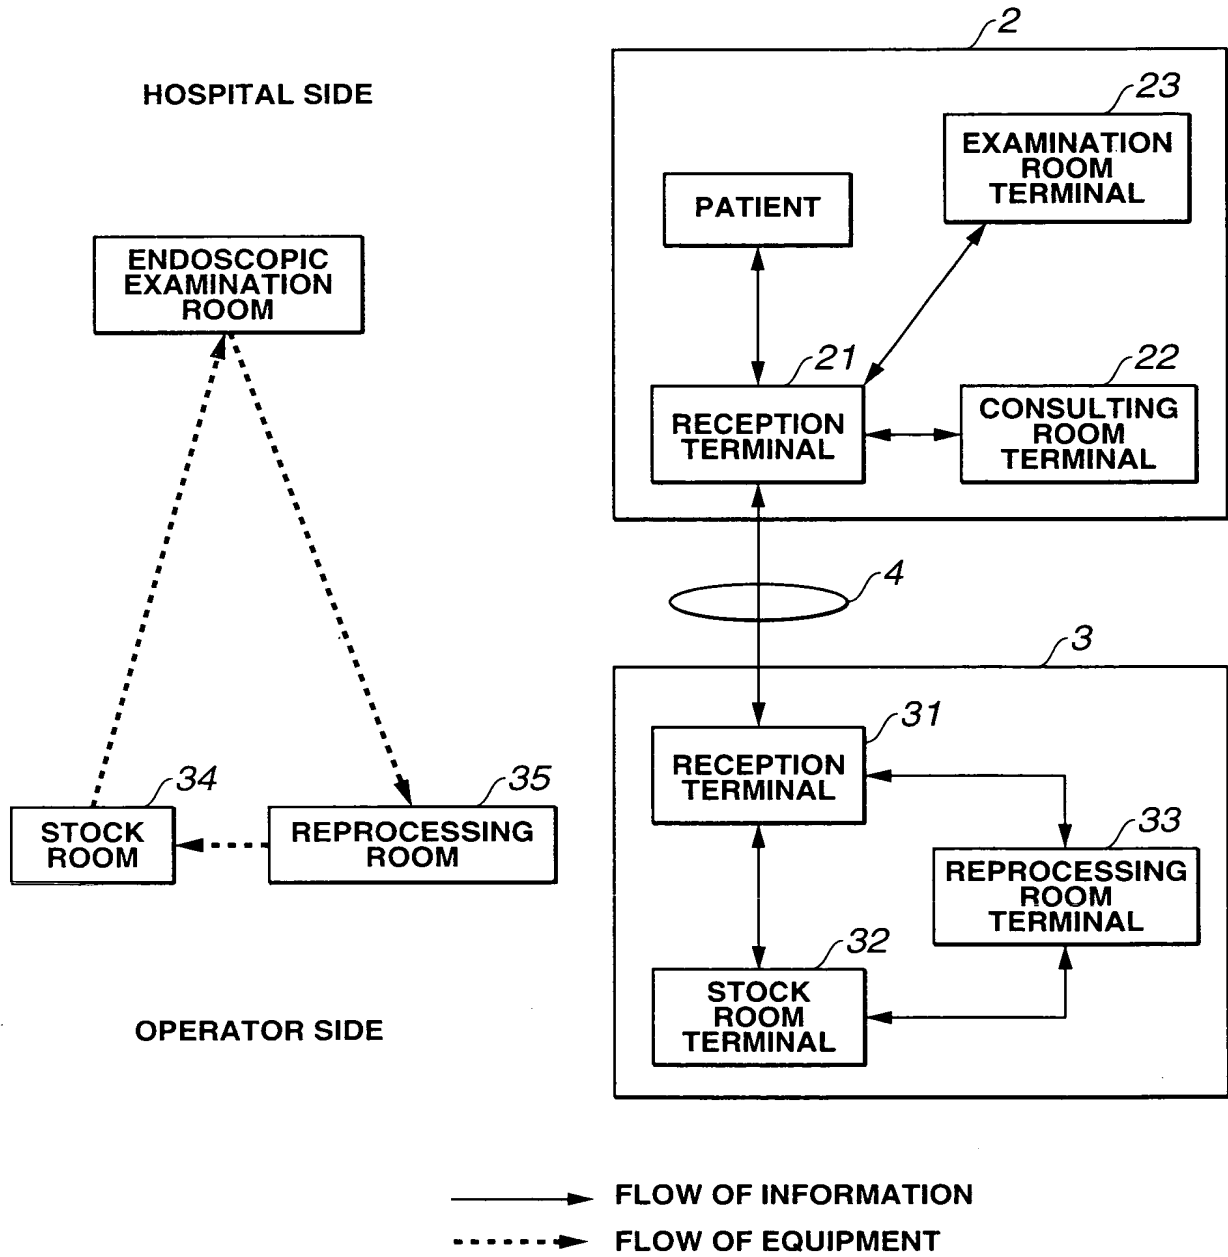 2
HOSPITAL SIDE
23
EXAMINATION
ROOM
TERMINAL
PATIENT
ENDOSCOPIC
EXAMINATION
ROOM
21
22
RECEPTION
TERMINAL
CONSULTING
ROOM
TERMINAL
4
3
31
RECEPTION
TERMINAL
34
STOCK
ROOM
35
REPROCESSING
ROOM
33
REPROCESSING
ROOM
TERMINAL
32
STOCK
ROOM
TERMINAL
OPERATOR SIDE
FLOW OF INFORMATION
FLOW OF EQUIPMENT